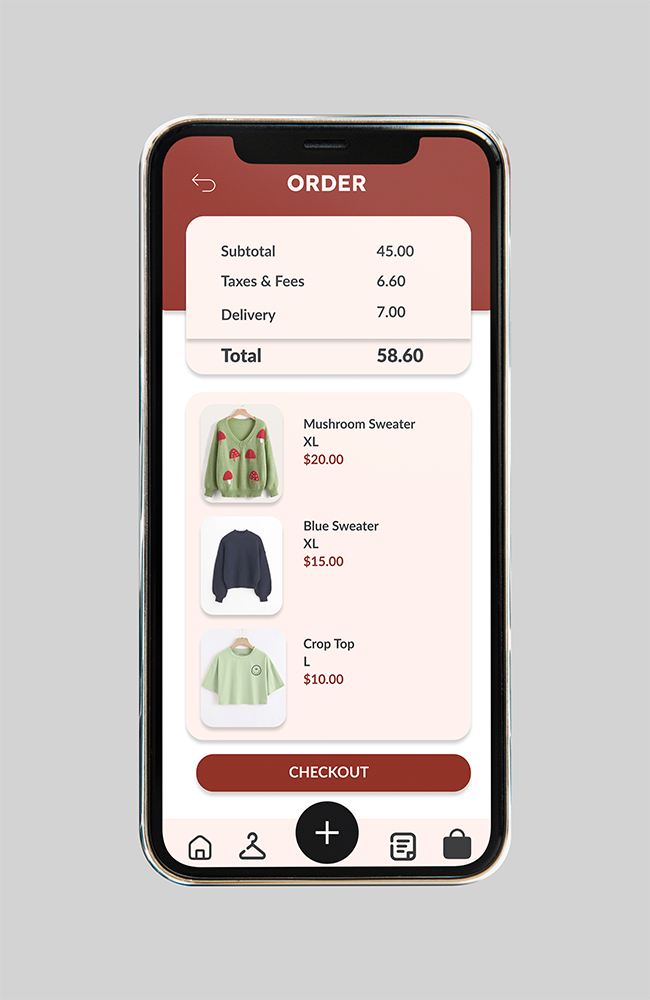 ORDER
Subtotal 45.00
Taxes & Fees 6.60
Delivery 7.00
Total 58.60
Mushroom Sweater
XL
$20.00
Blue Sweater
XL
$15.00
Crop Top
L
$10.00
CHECKOUT